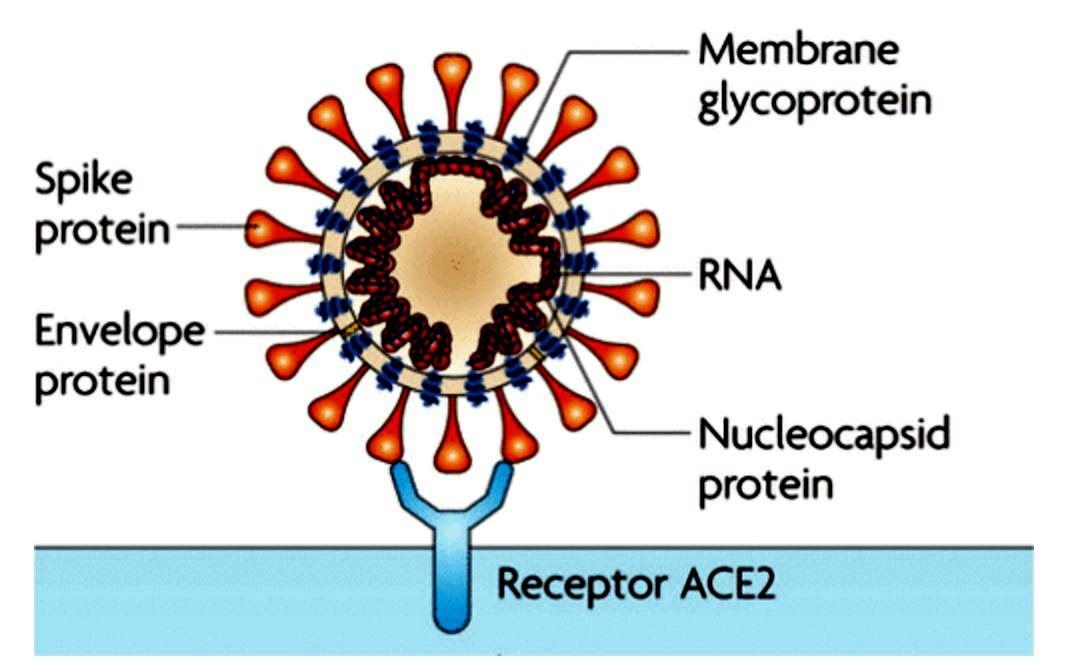 Membrane
glycoprotein
Spike
protein
RNA
Envelope
protein
Nucleocapsid
protein
Receptor ACE2